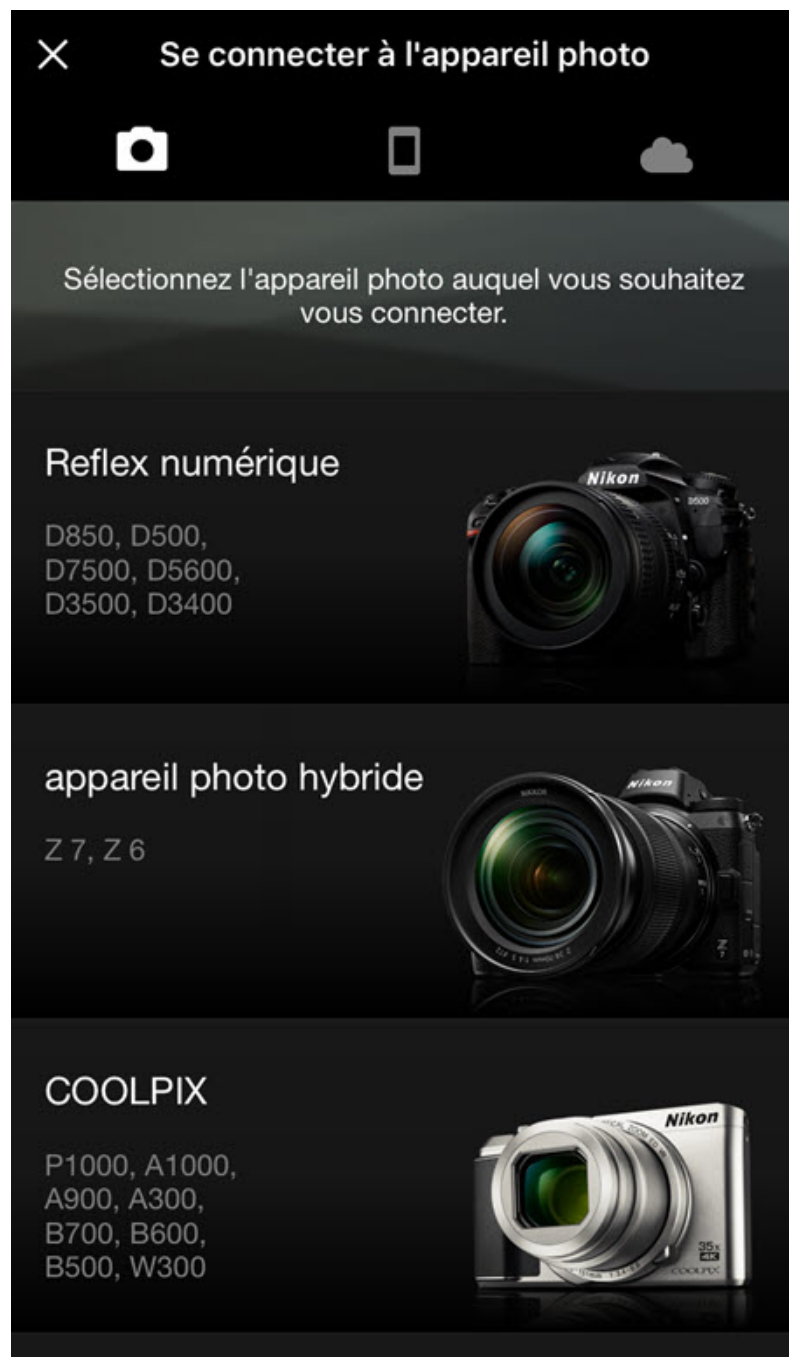 Se connecter à l'appareil photo
Sélectionnez l'appareil photo auquel vous souhaitez
vous connecter.
Reflex numérique
D850, D500,
D7500, D5600,
D3500, D3400
Nikon
D500
appareil photo hybride
Z 7, Z 6
Nikon
NIKKOR
Z
7
COOLPIX
P1000, A1000,
A900, A300,
B700, B600,
B500, W300
Nikon
35x
4K
COOLPIX